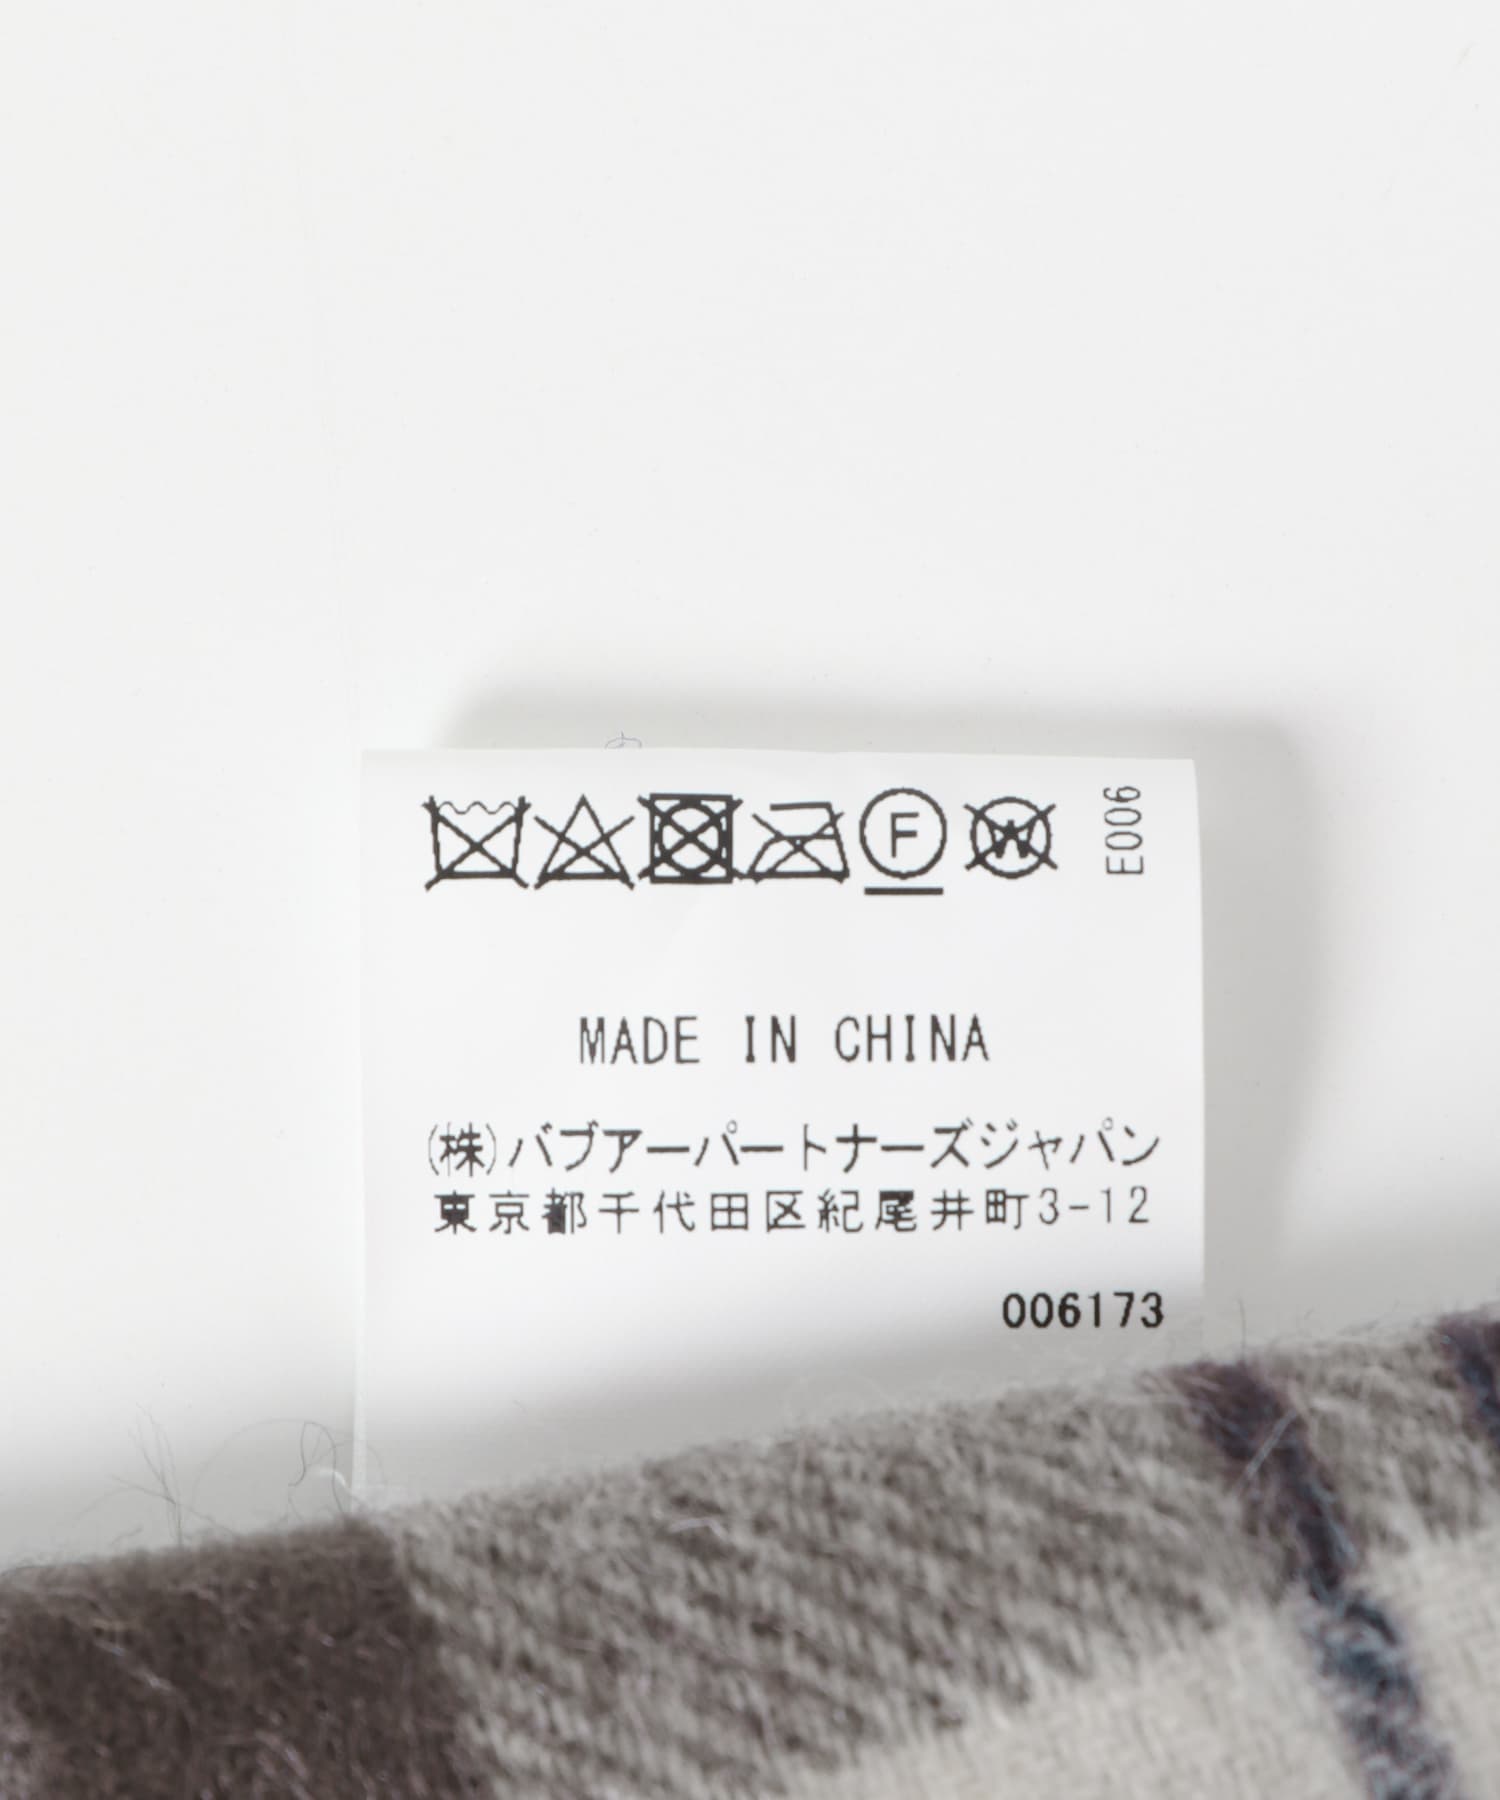 F W E006
MADE IN CHINA
(株)バブアーパートナーズジャパン
東京都千代田区紀尾井町3-12
006173